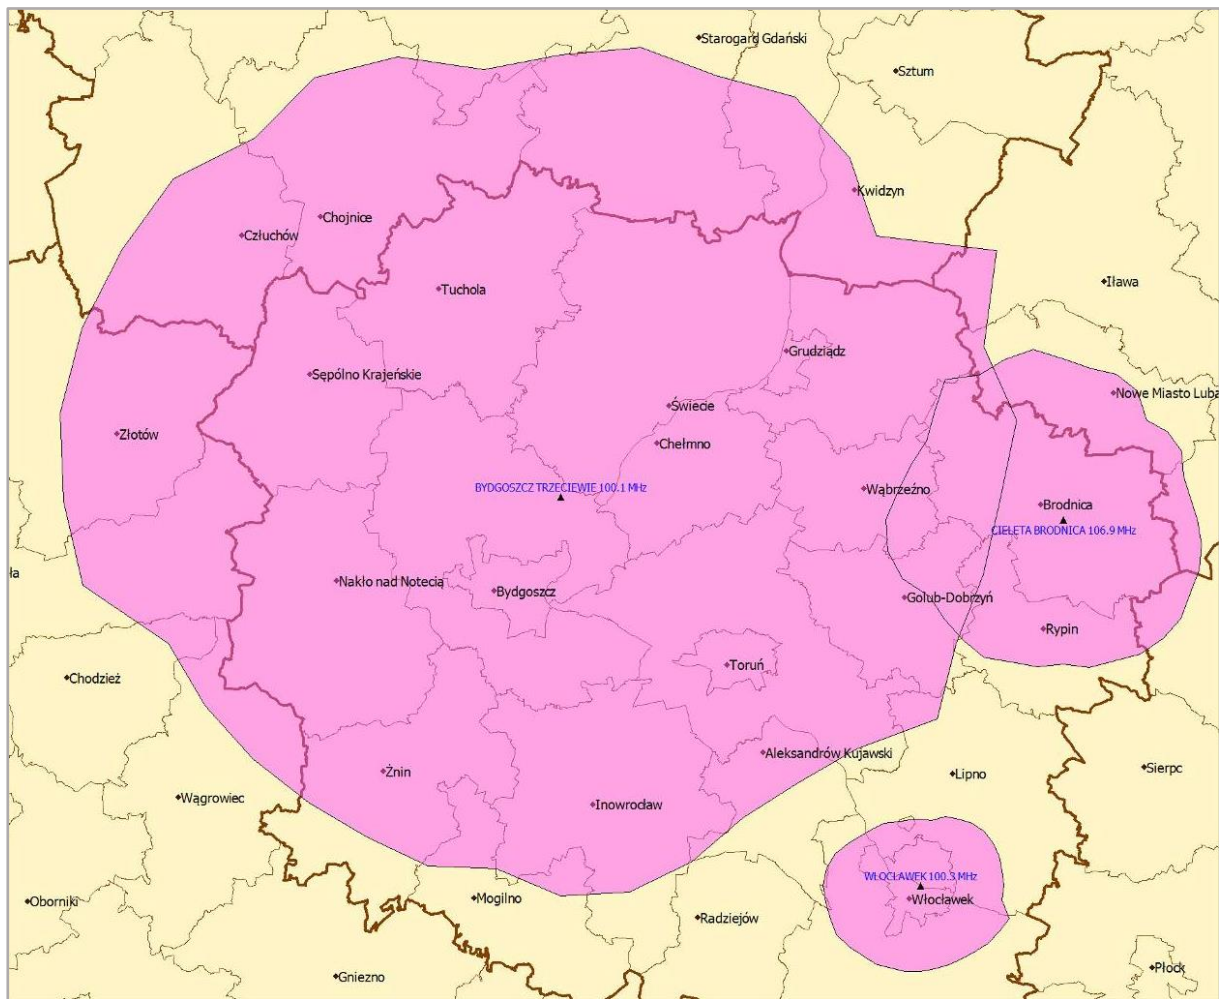 Starogard Gdański
Sztum
Kwidzyn
Chojnice
Człuchów
Tuchola
Iława
Grudziądz
Sępólno Krajeńskie
Nowe Miasto Luba
Świecie
Złotów
Chełmno
BYDGOSZCZ TRZECIEWIE 100.1 MHz
Wąbrzeźno
Brodnica
CIELĘTA BRODNICA 106.9 MHz
ła
Nakło nad Notecią
Bydgoszcz
Golub-Dobrzyń
Rypin
Toruń
Chodzież
Aleksandrów Kujawski
Żnin
Lipno
Sierpc
Wągrowiec
Inowrocław
WŁOCŁAWEK 100.3 MHz
Oborniki
Mogilno
Włocławek
Radziejów
Płock
Gniezno